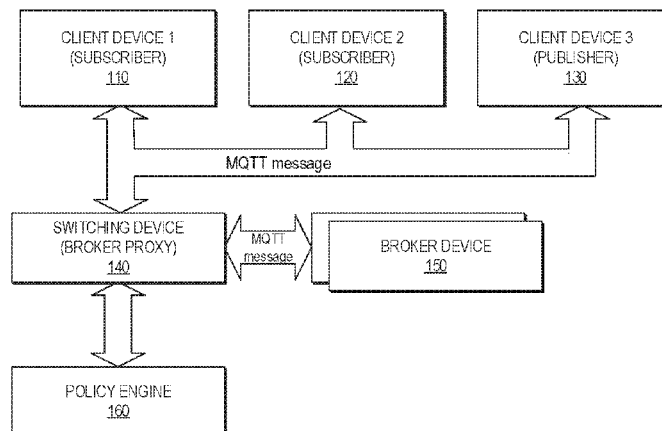 CLIENT DEVICE 1
(SUBSCRIBER)
110
CLIENT DEVICE 2
(SUBSCRIBER)
120
CLIENT DEVICE 3
(PUBLISHER)
130
MQTT message
SWITCHING DEVICE
(BROKER PROXY)
140
MQTT
message
BROKER DEVICE
150
POLICY ENGINE
160